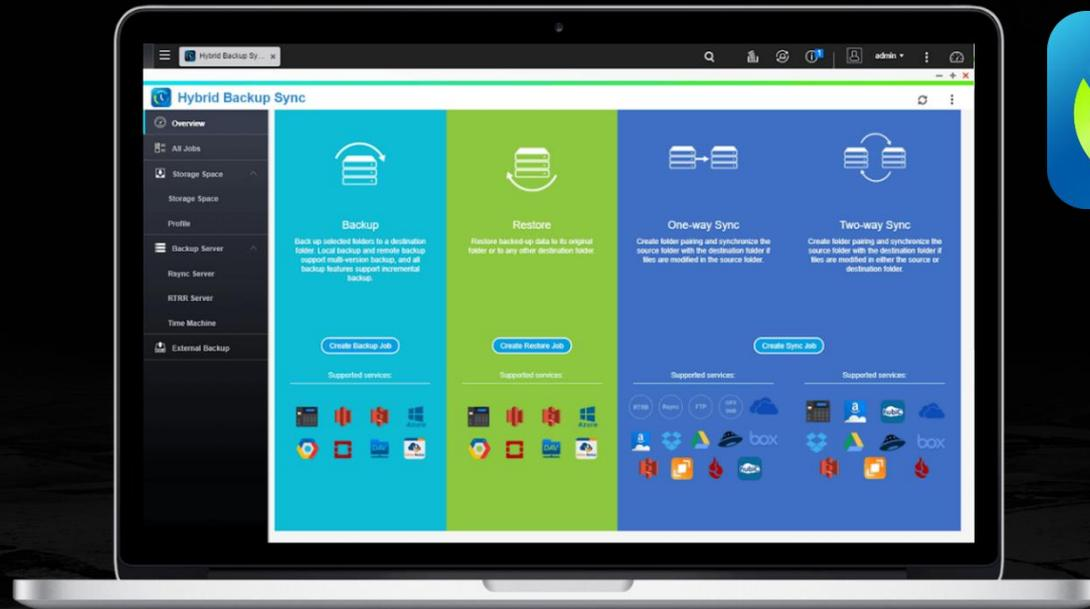 Hybrid Backup Sy...
1
admin
Hybrid Backup Sync
Overview
All Jobs
Storage Space
Storage Space
Profile
Backup Server
Rsync Server
RTRR Server
Time Machine
External Backup
Backup
Back up selected folders to a destination
folder. Local backup and remote backup
support multi-version backup, and all
backup features support incremental
backup.
Create Backup Job
Supported services:
Azure
DAV
Restore
Restore backed-up data to its original
folder or to any other destination folder.
Create Restore Job
Supported services:
Azure
DAV
One-way Sync
Create folder pairing and synchronize the
source folder with the destination folder if
files are modified in the source folder.
Two-way Sync
Create folder pairing and synchronize the
source folder with the destination folder if
files are modified in either the source or
destination folder.
Create Sync Job
Supported services:
RTRR
Rsync
FTP
a
box
hubiC
Supported services:
a
hubiC
box